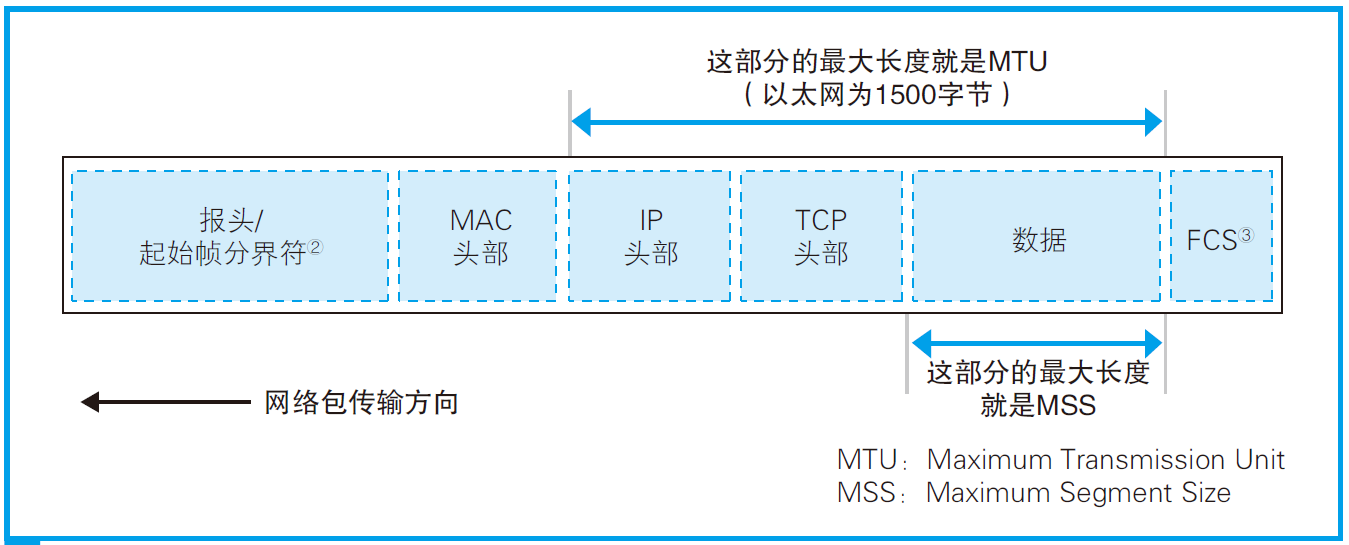 这部分的最大长度就是MTU
（以太网为1500字节）
报头/
起始帧分界符②
MAC
头部
IP
头部
TCP
头部
数据
FCS③
这部分的最大长度
就是MSS
网络包传输方向
MTU： Maximum Transmission Unit
MSS： Maximum Segment Size